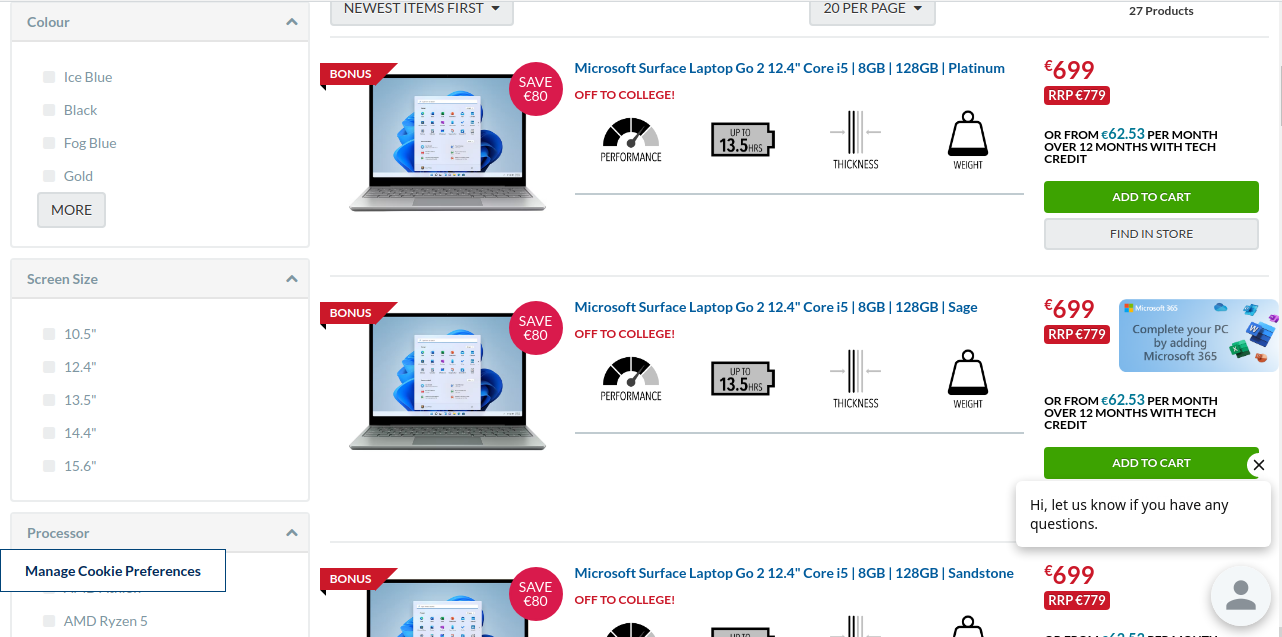 NEWEST ITEMS FIRST
20 PER PAGE
27 Products
Colour
Ice Blue
Black
Fog Blue
Gold
MORE
Screen Size
10.5"
12.4"
13.5"
14.4"
15.6"
Processor
Manage Cookie Preferences
AMD Ryzen 5
BONUS
SAVE
€80
Microsoft Surface Laptop Go 2 12.4" Core i5 | 8GB | 128GB | Platinum
OFF TO COLLEGE!
PERFORMANCE
UP TO
13.5HRS
THICKNESS
WEIGHT
€699
RRP €779
OR FROM €62.53 PER MONTH
OVER 12 MONTHS WITH TECH
CREDIT
ADD TO CART
FIND IN STORE
BONUS
SAVE
€80
Microsoft Surface Laptop Go 2 12.4" Core i5 | 8GB | 128GB | Sage
OFF TO COLLEGE!
PERFORMANCE
UP TO
13.5HRS
THICKNESS
WEIGHT
€699
RRP €779
Microsoft 365
Complete your PC
by adding
Microsoft 365
OR FROM €62.53 PER MONTH
OVER 12 MONTHS WITH TECH
CREDIT
ADD TO CART
Hi, let us know if you have any
questions.
BONUS
SAVE
€80
Microsoft Surface Laptop Go 2 12.4" Core i5 | 8GB | 128GB | Sandstone
OFF TO COLLEGE!
UP TO
€699
RRP €779